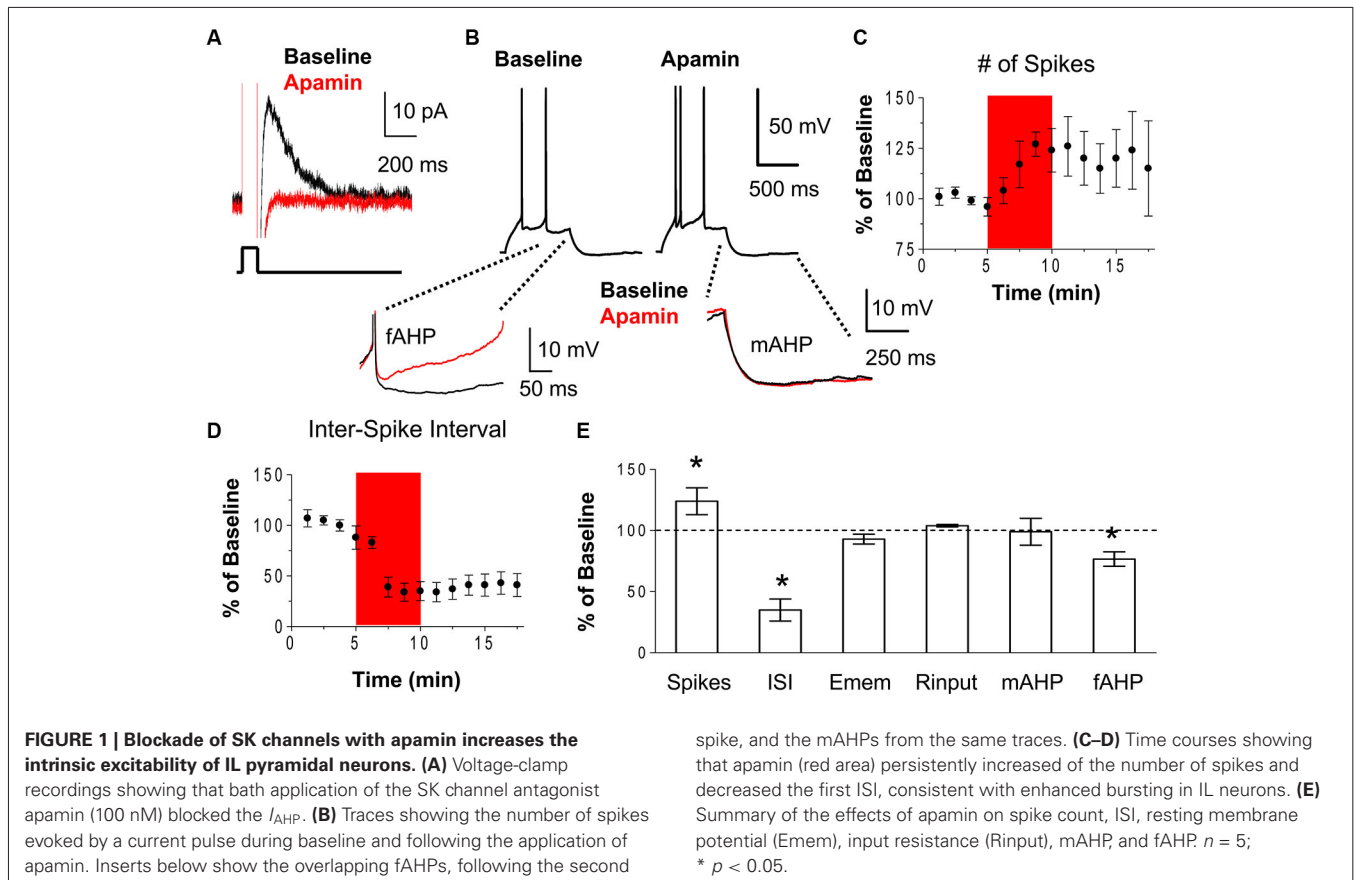 A
Baseline
Apamin
10 pA
200 ms
B
Baseline
Apamin
50 mV
500 ms
fAHP
10 mV
50 ms
Baseline
Apamin
mAHP
10 mV
250 ms
C
# of Spikes
% of Baseline
150
125
100
75
0
5
10
15
Time (min)
D
Inter-Spike Interval
% of Baseline
150
100
50
0
0
5
10
15
Time (min)
E
% of Baseline
150
100
50
0
*
*
*
Spikes
ISI
Emem
Rinput
mAHP
fAHP
FIGURE 1 | Blockade of SK channels with apamin increases the
intrinsic excitability of IL pyramidal neurons. (A) Voltage-clamp
recordings showing that bath application of the SK channel antagonist
apamin (100 nM) blocked the IAHP. (B) Traces showing the number of spikes
evoked by a current pulse during baseline and following the application of
apamin. Inserts below show the overlapping fAHPs, following the second
spike, and the mAHPs from the same traces. (C–D) Time courses showing
that apamin (red area) persistently increased of the number of spikes and
decreased the first ISI, consistent with enhanced bursting in IL neurons. (E)
Summary of the effects of apamin on spike count, ISI, resting membrane
potential (Emem), input resistance (Rinput), mAHP, and fAHP. n = 5;
* p < 0.05.